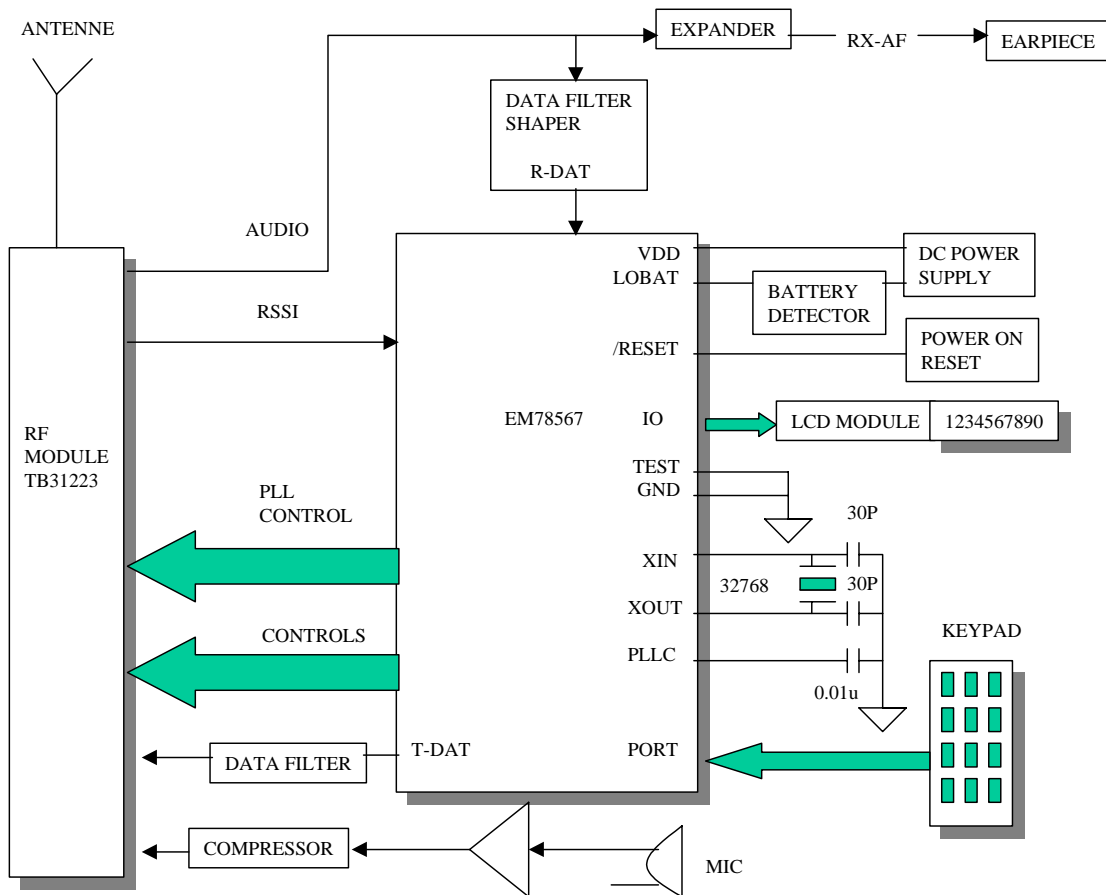 ANTENNE
EXPANDER
RX-AF
EARPIECE
DATA FILTER
SHAPER
R-DAT
AUDIO
VDD
LOBAT
DC POWER
SUPPLY
BATTERY
DETECTOR
RSSI
/RESET
POWER ON
RESET
EM78567
IO
LCD MODULE
1234567890
RF
MODULE
TB31223
TEST
GND
PLL
CONTROL
30P
XIN
32768
30P
XOUT
CONTROLS
KEYPAD
PLLC
0.01u
T-DAT
PORT
DATA FILTER
COMPRESSOR
MIC